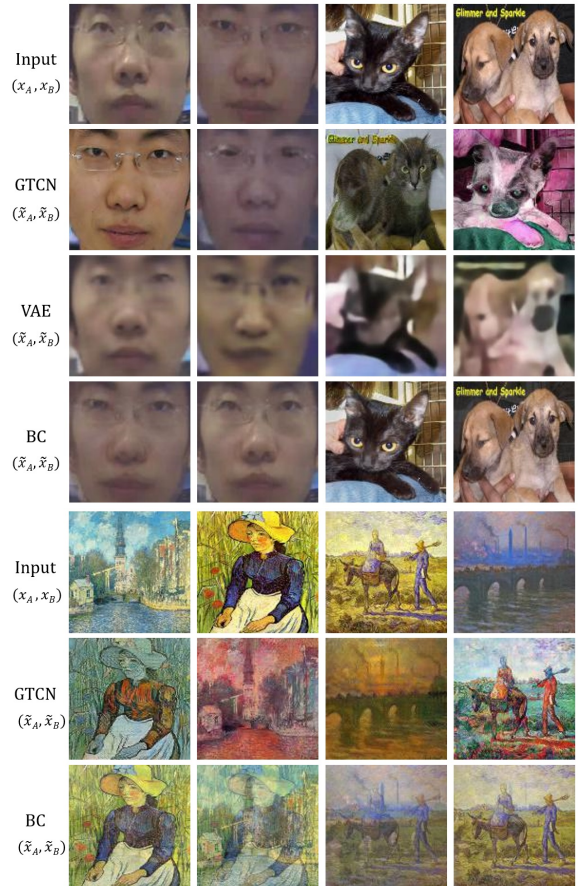 Input
(x_A, x_B)
Glimmer and Sparkle
GTCN
(x̃_A, x̃_B)
Glimmer and Sparkle
VAE
(x̃_A, x̃_B)
BC
(x̃_A, x̃_B)
Glimmer and Sparkle
Input
(x_A, x_B)
GTCN
(x̃_A, x̃_B)
BC
(x̃_A, x̃_B)